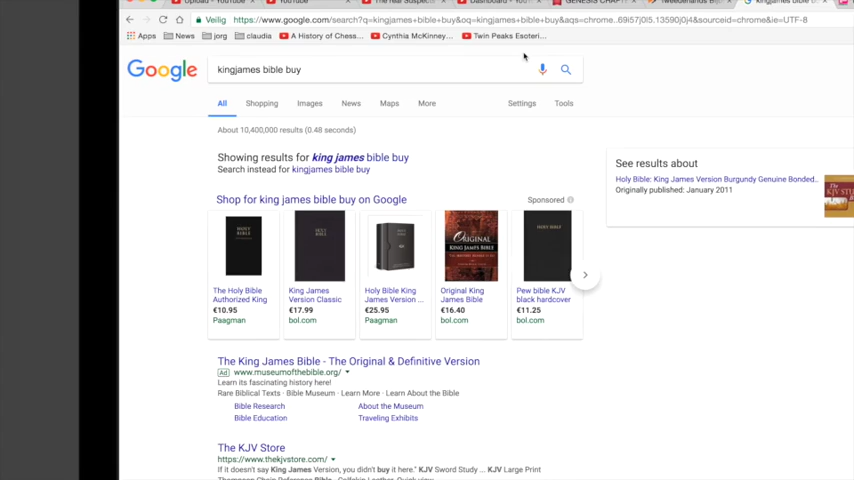 Upload - YouTube
YouTube
The real Suspects
Dashboard - YouTu
GENESIS CHAPT
kingjames bible buy
Veilig
https://www.google.com/search?q=kingjames+bible+buy&oq=kingjames+bible+buy&aqs=chrome..69i57j0l5.13590j0j4&sourceid=chrome&ie=UTF-8
Apps News jorg claudia A History of Chess... Cynthia McKinney... Twin Peaks Esoteri...
Google
kingjames bible buy
All Shopping Images News Maps More Settings Tools
About 10,400,000 results (0.48 seconds)
Showing results for king james bible buy
Search instead for kingjames bible buy
See results about
Holy Bible: King James Version Burgundy Genuine Bonded..
Originally published: January 2011
Shop for king james bible buy on Google
Sponsored
HOLY BIBLE
ORIGINAL
KING JAMES BIBLE
HOLY BIBLE
The Holy Bible
Authorized King
€10.95
Paagman
King James
Version Classic
€17.99
bol.com
Holy Bible King
James Version ...
€25.95
Paagman
Original King
James Bible
€16.40
bol.com
Pew bible KJV
black hardcover
€11.25
bol.com
The King James Bible - The Original & Definitive Version
Ad www.museumofthebible.org/
Learn its fascinating history here!
Rare Biblical Texts · Bible Museum · Learn More · Learn About the Bible
Bible Research About the Museum
Bible Education Traveling Exhibits
The KJV Store
https://www.thekjvstore.com/
If it doesn't say King James Version, you didn't buy it here." KJV Sword Study ... KJV Large Print